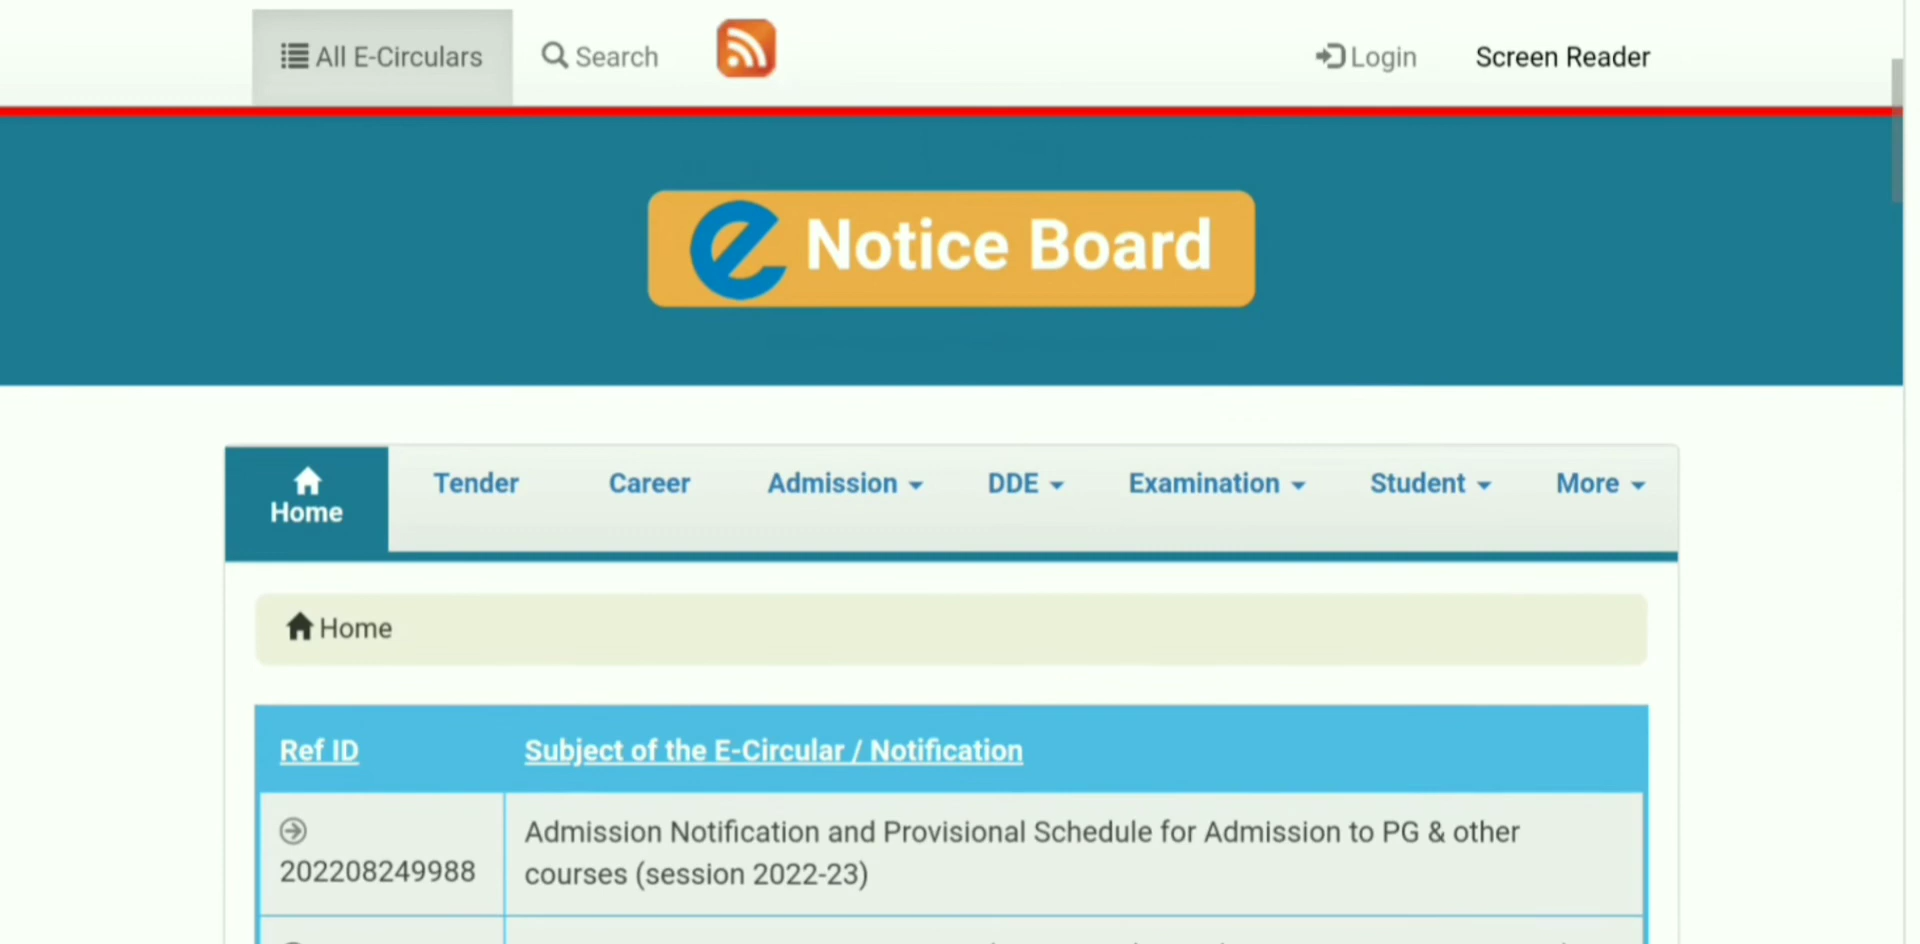 All E-Circulars Search Login Screen Reader
e Notice Board
Home Tender Career Admission DDE Examination Student More
Home
Ref ID Subject of the E-Circular / Notification
202208249988 Admission Notification and Provisional Schedule for Admission to PG & other
courses (session 2022-23)